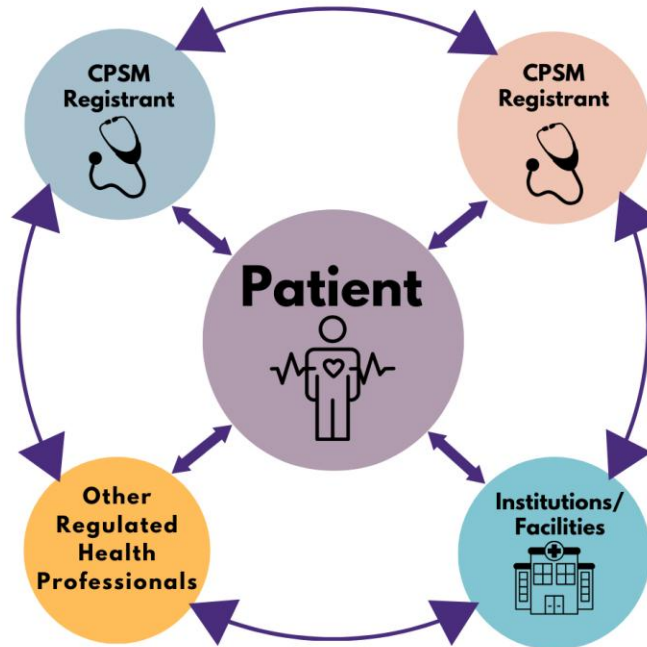 CPSM
Registrant
CPSM
Registrant
Patient
Other
Regulated
Health
Professionals
Institutions/
Facilities